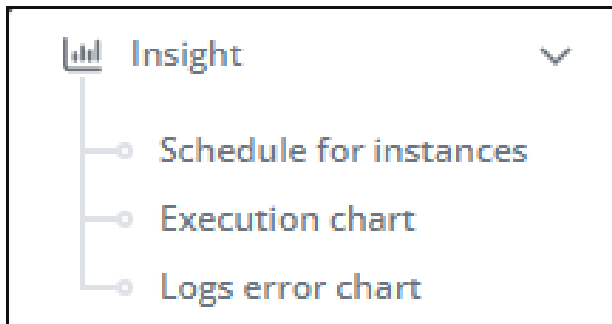 Insight
Schedule for instances
Execution chart
Logs error chart